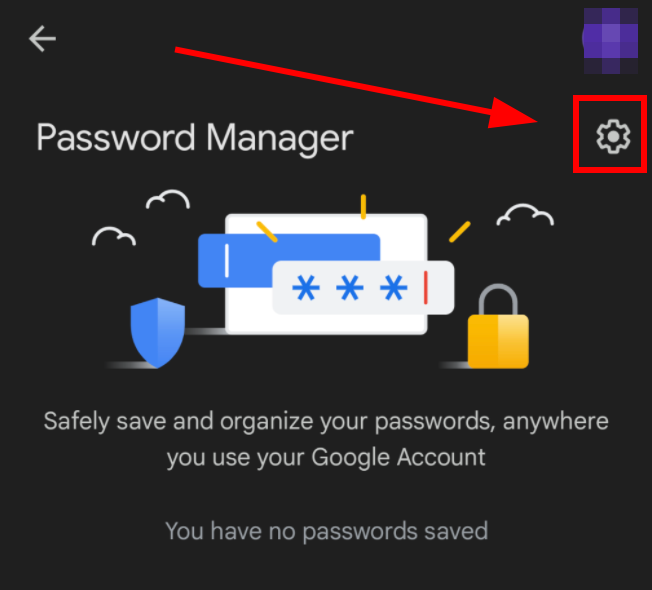 Password Manager
Safely save and organize your passwords, anywhere
you use your Google Account
You have no passwords saved